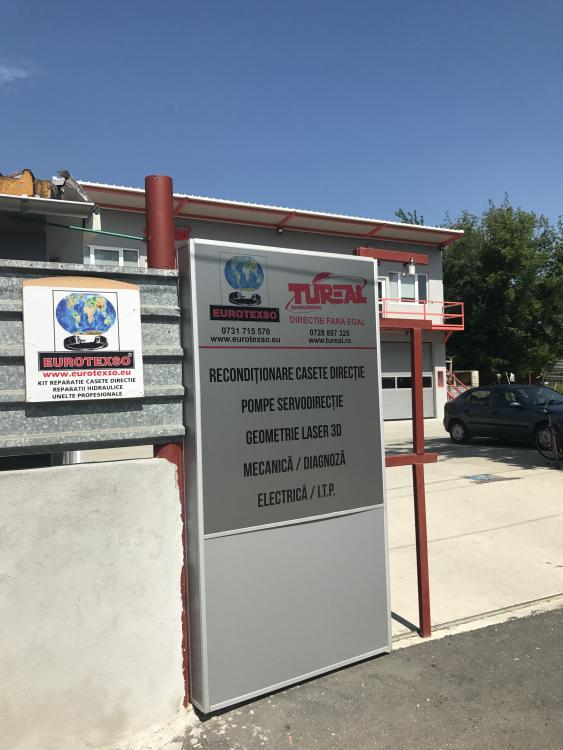 EUROTEXSO
0731 715 570
www.eurotexso.eu
TUREAL
DIRECTIE FARA EGAL
0728 887 325
www.tureal.ro
RECONDIȚIONARE CASETE DIRECȚIE
POMPE SERVODIRECȚIE
GEOMETRIE LASER 3D
MECANICĂ / DIAGNOZĂ
ELECTRICĂ / I.T.P.
EUROTEXSO®
www.eurotexso.eu
KIT REPARATIE CASETE DIRECTIE
REPARATII HIDRAULICE
UNELTE PROFESIONALE